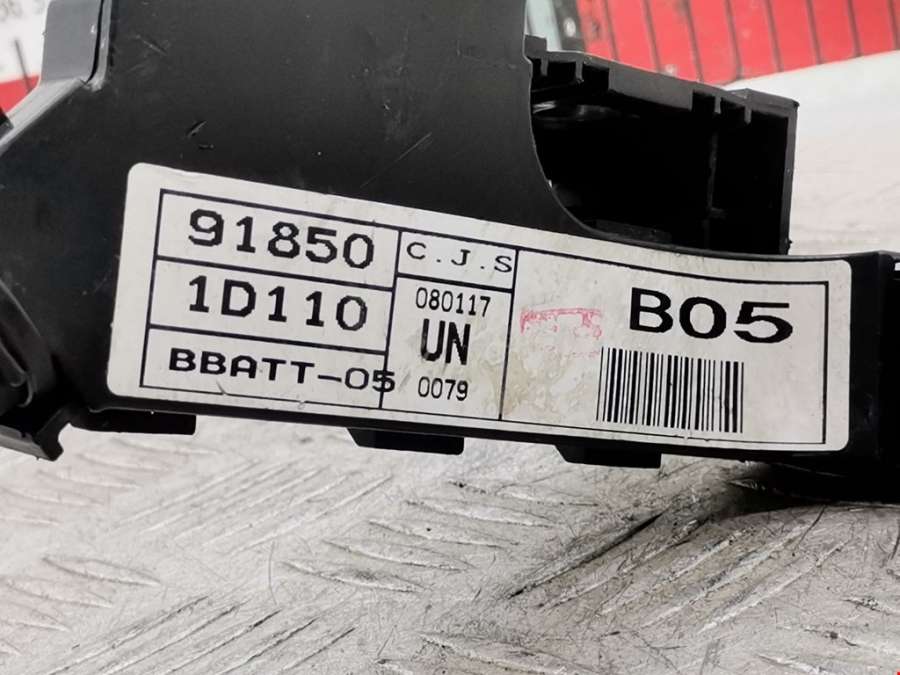 91850
1D110
BBATT-05
C.J.S
080117
UN
0079
B05